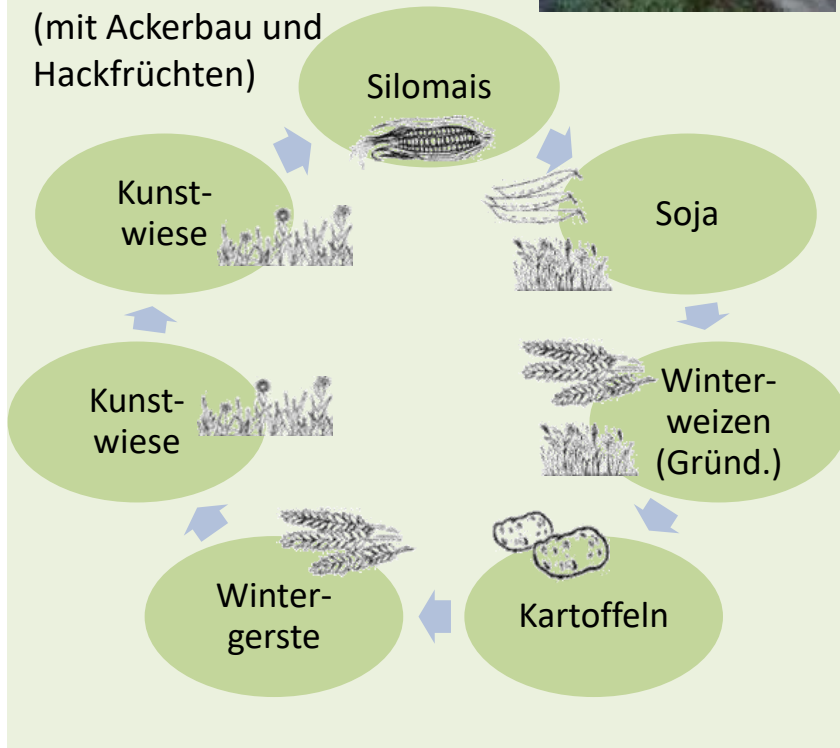 (mit Ackerbau und
Hackfrüchten)
Silomais
Soja
Winter-
weizen
(Gründ.)
Kartoffeln
Winter-
gerste
Kunst-
wiese
Kunst-
wiese